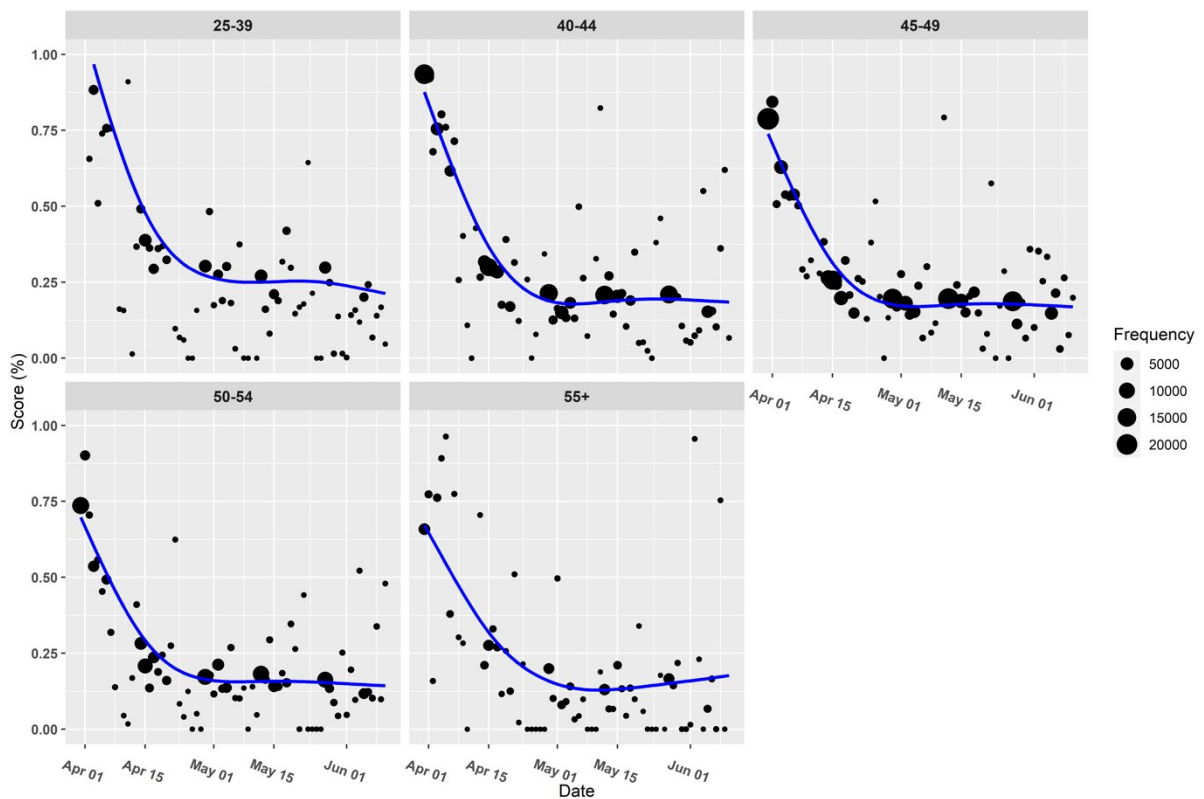 25-39
40-44
45-49
1.00
0.75
0.50
0.25
0.00
Apr 01
Apr 15
May 01
May 15
Jun 01
50-54
55+
1.00
0.75
0.50
0.25
0.00
Apr 01
Apr 15
May 01
May 15
Jun 01
Apr 01
Apr 15
May 01
May 15
Jun 01
Score (%)
Date
Frequency
5000
10000
15000
20000